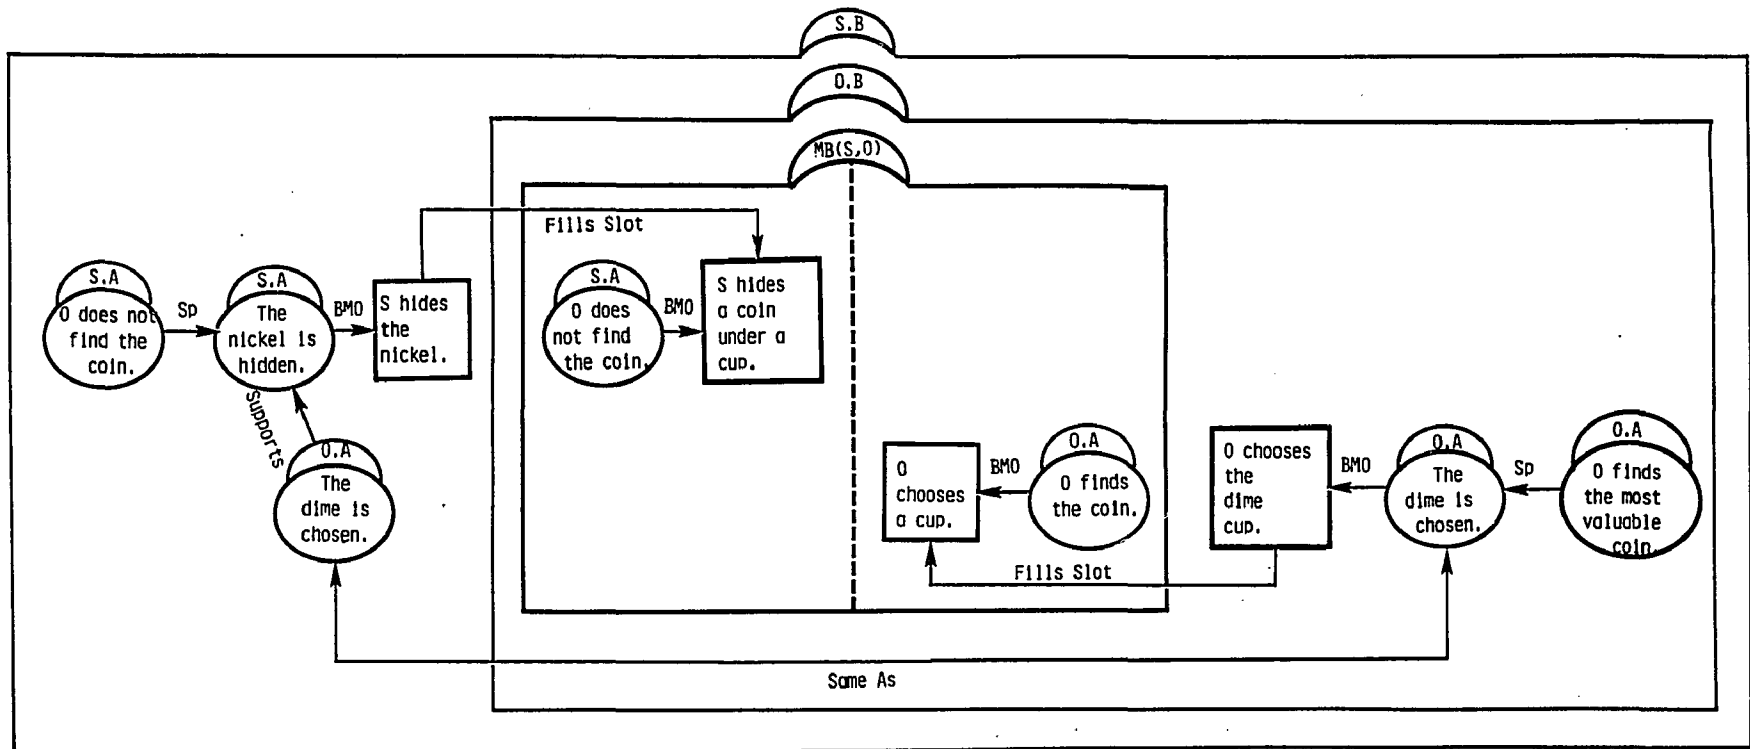 S.B
O.B
MB(S,O)
Fills Slot
S.A
O does not
find the
coin.
Sp
S.A
The
nickel is
hidden.
BMO
S hides
the
nickel.
S.A
O does
not find
the coin.
BMO
S hides
a coin
under a
cup.
Supports
O.A
The
dime is
chosen.
O
chooses
a cup.
BMO
O.A
O finds
the coin.
O chooses
the
dime
cup.
BMO
O.A
The
dime is
chosen.
Sp
O.A
O finds
the most
valuable
coin.
Fills Slot
Same As